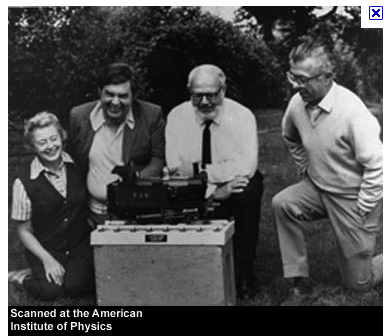 Scanned at the American
Institute of Physics